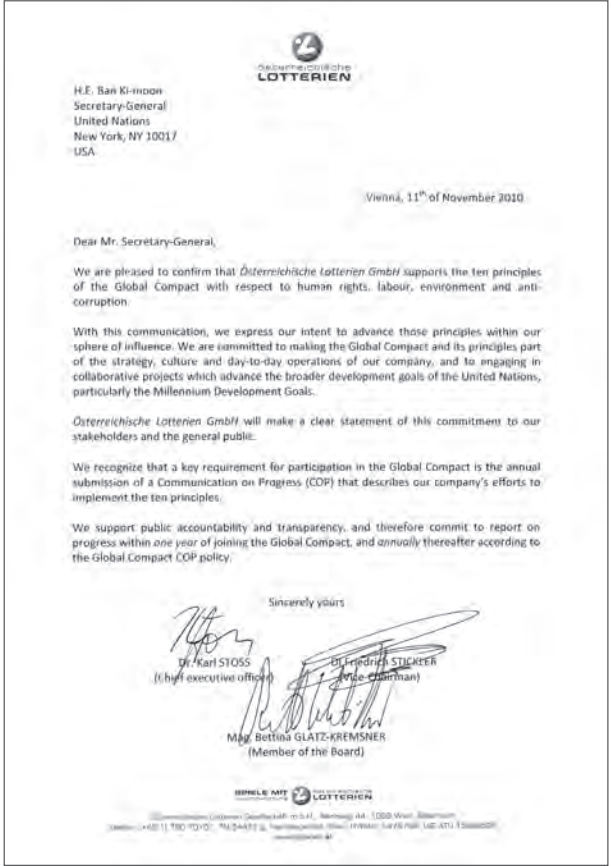 österreichische
LOTTERIEN
H.E. Ban Ki-moon
Secretary-General
United Nations
New York, NY 10017
USA
Vienna, 11th of November 2010
Dear Mr. Secretary-General,
We are pleased to confirm that Österreichische Lotterien GmbH supports the ten principles
of the Global Compact with respect to human rights, labour, environment and anti-
corruption.
With this communication, we express our intent to advance those principles within our
sphere of influence. We are committed to making the Global Compact and its principles part
of the strategy, culture and day-to-day operations of our company, and to engaging in
collaborative projects which advance the broader development goals of the United Nations,
particularly the Millennium Development Goals.
Österreichische Lotterien GmbH will make a clear statement of this commitment to our
stakeholders and the general public.
We recognize that a key requirement for participation in the Global Compact is the annual
submission of a Communication on Progress (COP) that describes our company's efforts to
implement the ten principles.
We support public accountability and transparency, and therefore commit to report on
progress within one year of joining the Global Compact, and annually thereafter according to
the Global Compact COP policy.
Sincerely yours
Dr. Karl STOSS
(Chief executive officer)
DI Friedrich STICKLER
(Vice-Chairman)
Mag. Bettina GLATZ-KREMSNER
(Member of the Board)
SPIELE MIT
LOTTERIEN